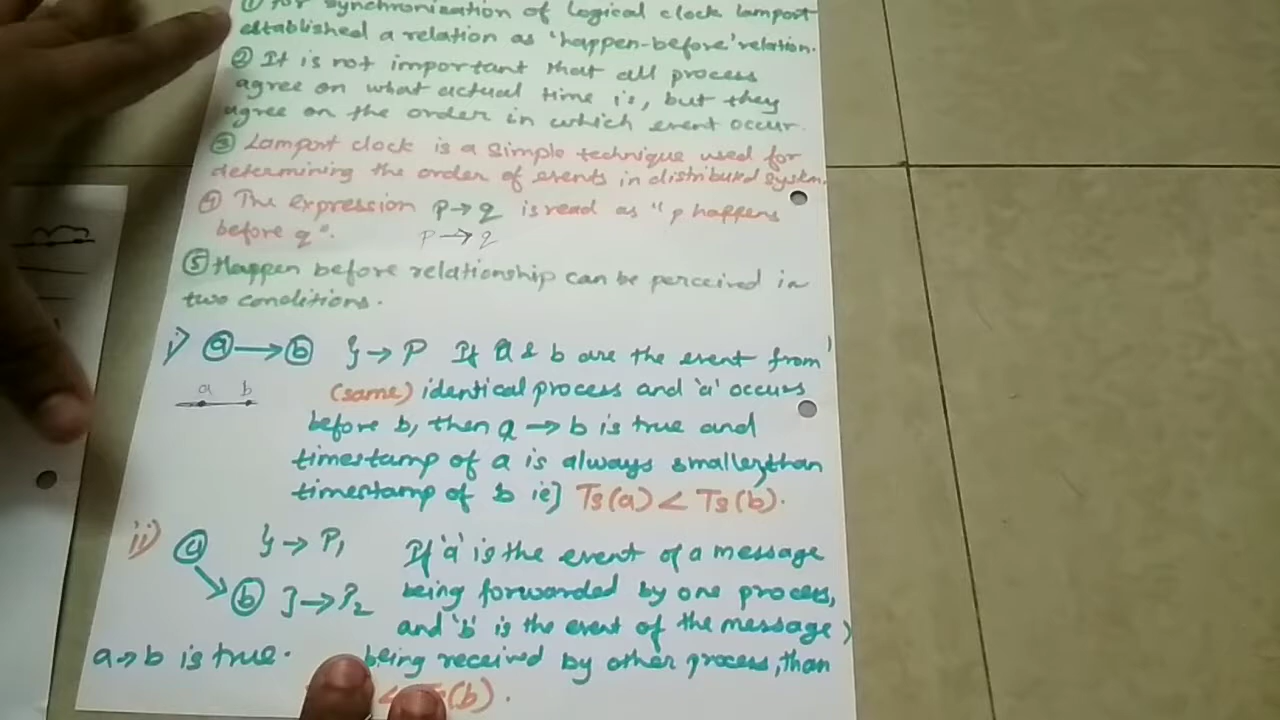 ① For synchronization of logical clock lamport
established a relation as 'happen-before' relation.
② It is not important that all process
agree on what actual time is, but they
agree on the order in which event occur.
③ Lamport clock is a simple technique used for
determining the order of events in distributed system.
④ The expression p→q is read as "p happens
before q". p→q
⑤ Happen before relationship can be perceived in
two conditions.
i) ⓐ→ⓑ }→P If a & b are the event from
a b (same) identical process and 'a' occurs
before b, then a→b is true and
timestamp of a is always smaller than
timestamp of b ie] Ts(a) < Ts(b).
ii) ⓐ }→P1 If 'a' is the event of a message
ⓑ }→P2 being forwarded by one process,
and 'b' is the event of the message
a→b is true. being received by other process, than
< Ts(b).